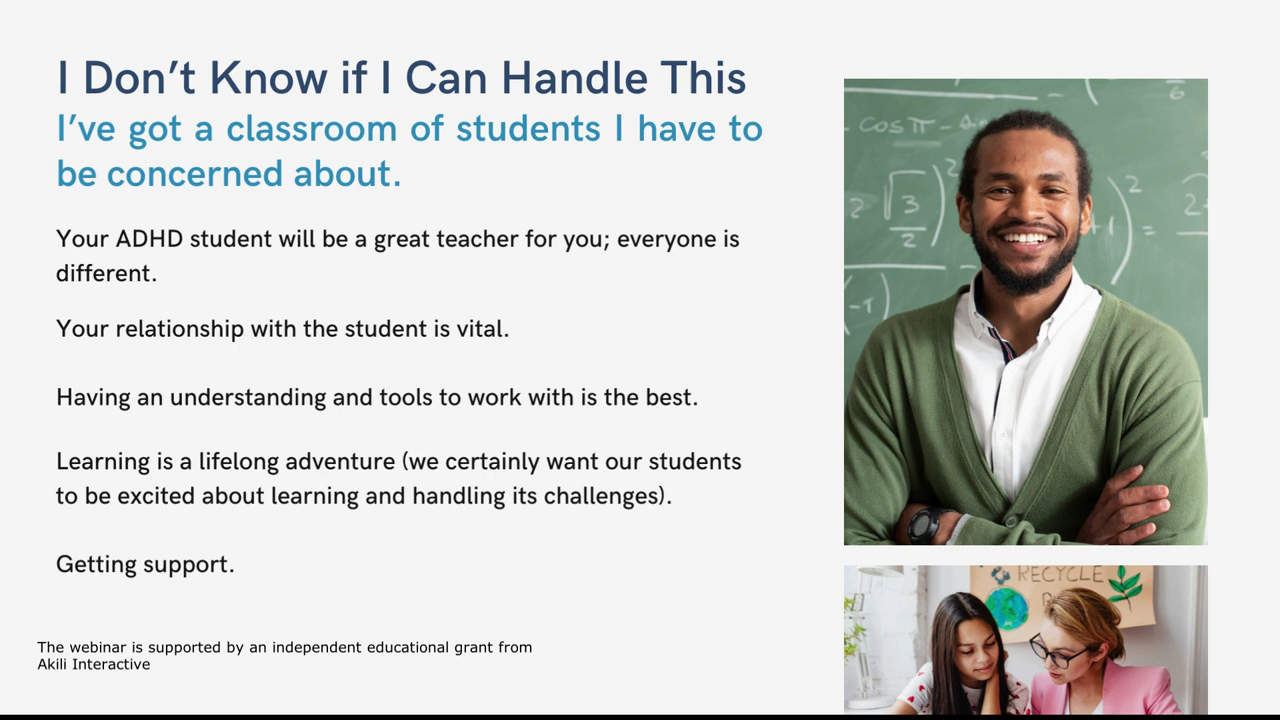 I Don’t Know if I Can Handle This
I’ve got a classroom of students I have to
be concerned about.
Your ADHD student will be a great teacher for you; everyone is
different.
Your relationship with the student is vital.
Having an understanding and tools to work with is the best.
Learning is a lifelong adventure (we certainly want our students
to be excited about learning and handling its challenges).
Getting support.
The webinar is supported by an independent educational grant from
Akili Interactive
RECYCLE